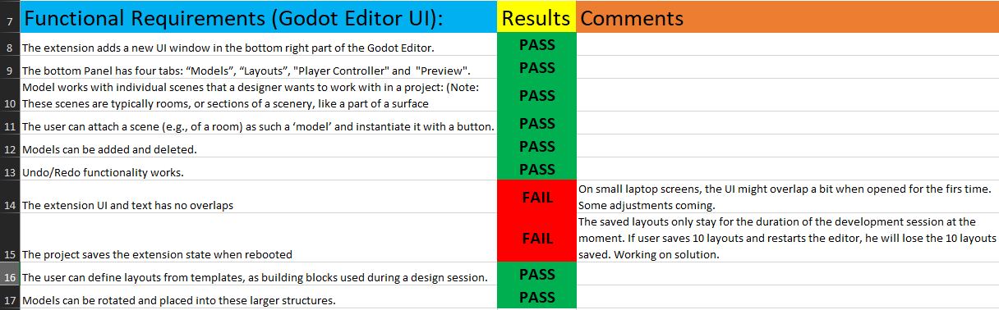 7 Functional Requirements (Godot Editor UI): Results Comments
8 The extension adds a new UI window in the bottom right part of the Godot Editor. PASS
9 The bottom Panel has four tabs: “Models”, “Layouts”, "Player Controller" and "Preview". PASS
Model works with individual scenes that a designer wants to work with in a project: (Note:
10 These scenes are typically rooms, or sections of a scenery, like a part of a surface PASS
11 The user can attach a scene (e.g., of a room) as such a ‘model’ and instantiate it with a button. PASS
12 Models can be added and deleted. PASS
13 Undo/Redo functionality works. PASS
14 The extension UI and text has no overlaps FAIL
On small laptop screens, the UI might overlap a bit when opened for the firs time.
Some adjustments coming.
15 The project saves the extension state when rebooted FAIL
The saved layouts only stay for the duration of the development session at the
moment. If user saves 10 layouts and restarts the editor, he will lose the 10 layouts
saved. Working on solution.
16 The user can define layouts from templates, as building blocks used during a design session. PASS
17 Models can be rotated and placed into these larger structures. PASS